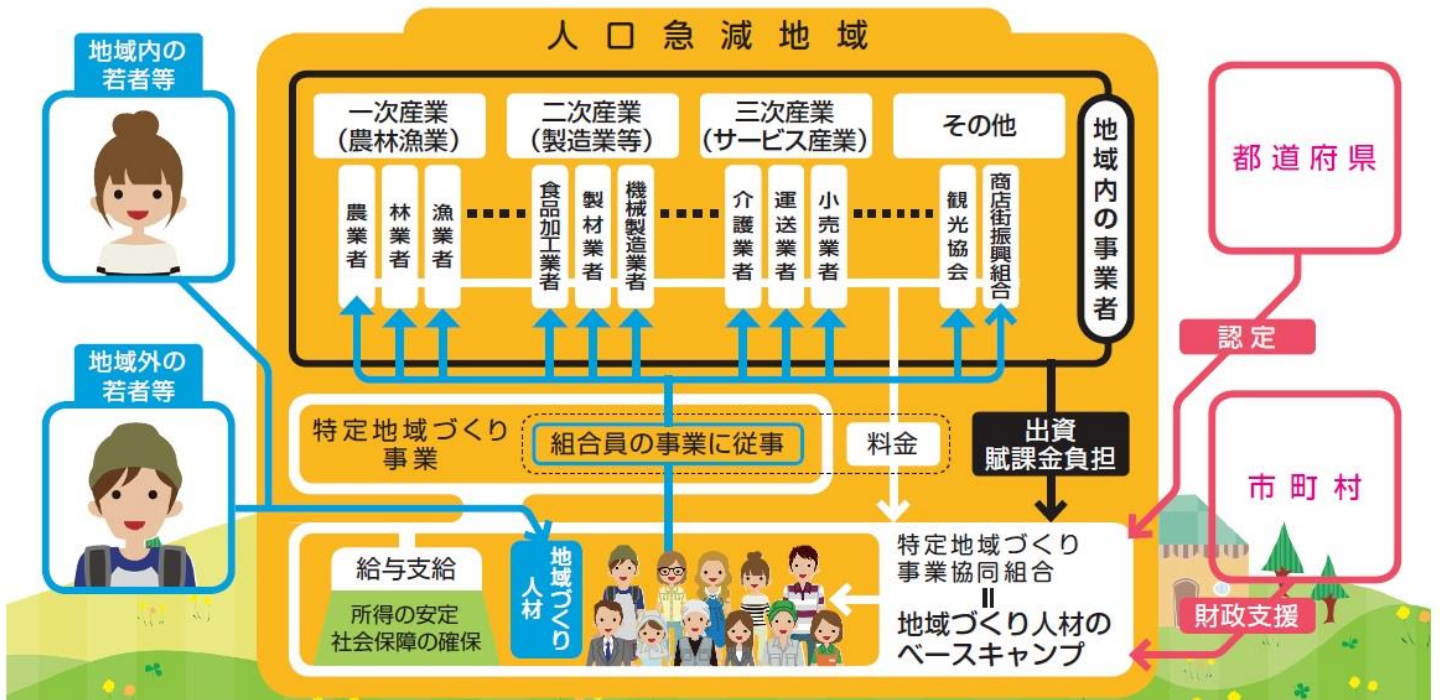 人口急減地域
地域内の
若者等
地域外の
若者等
一次産業
(農林漁業)
農業者
林業者
漁業者
二次産業
(製造業等)
食品加工業者
製材業者
機械製造業者
三次産業
(サービス産業)
介護業者
運送業者
小売業者
その他
観光協会
商店街振興組合
地域内の事業者
都道府県
認定
市町村
財政支援
特定地域づくり
事業
組合員の事業に従事
料金
出資
賦課金負担
給与支給
所得の安定
社会保障の確保
地域づくり
人材
特定地域づくり
事業協同組合
=
地域づくり人材の
ベースキャンプ